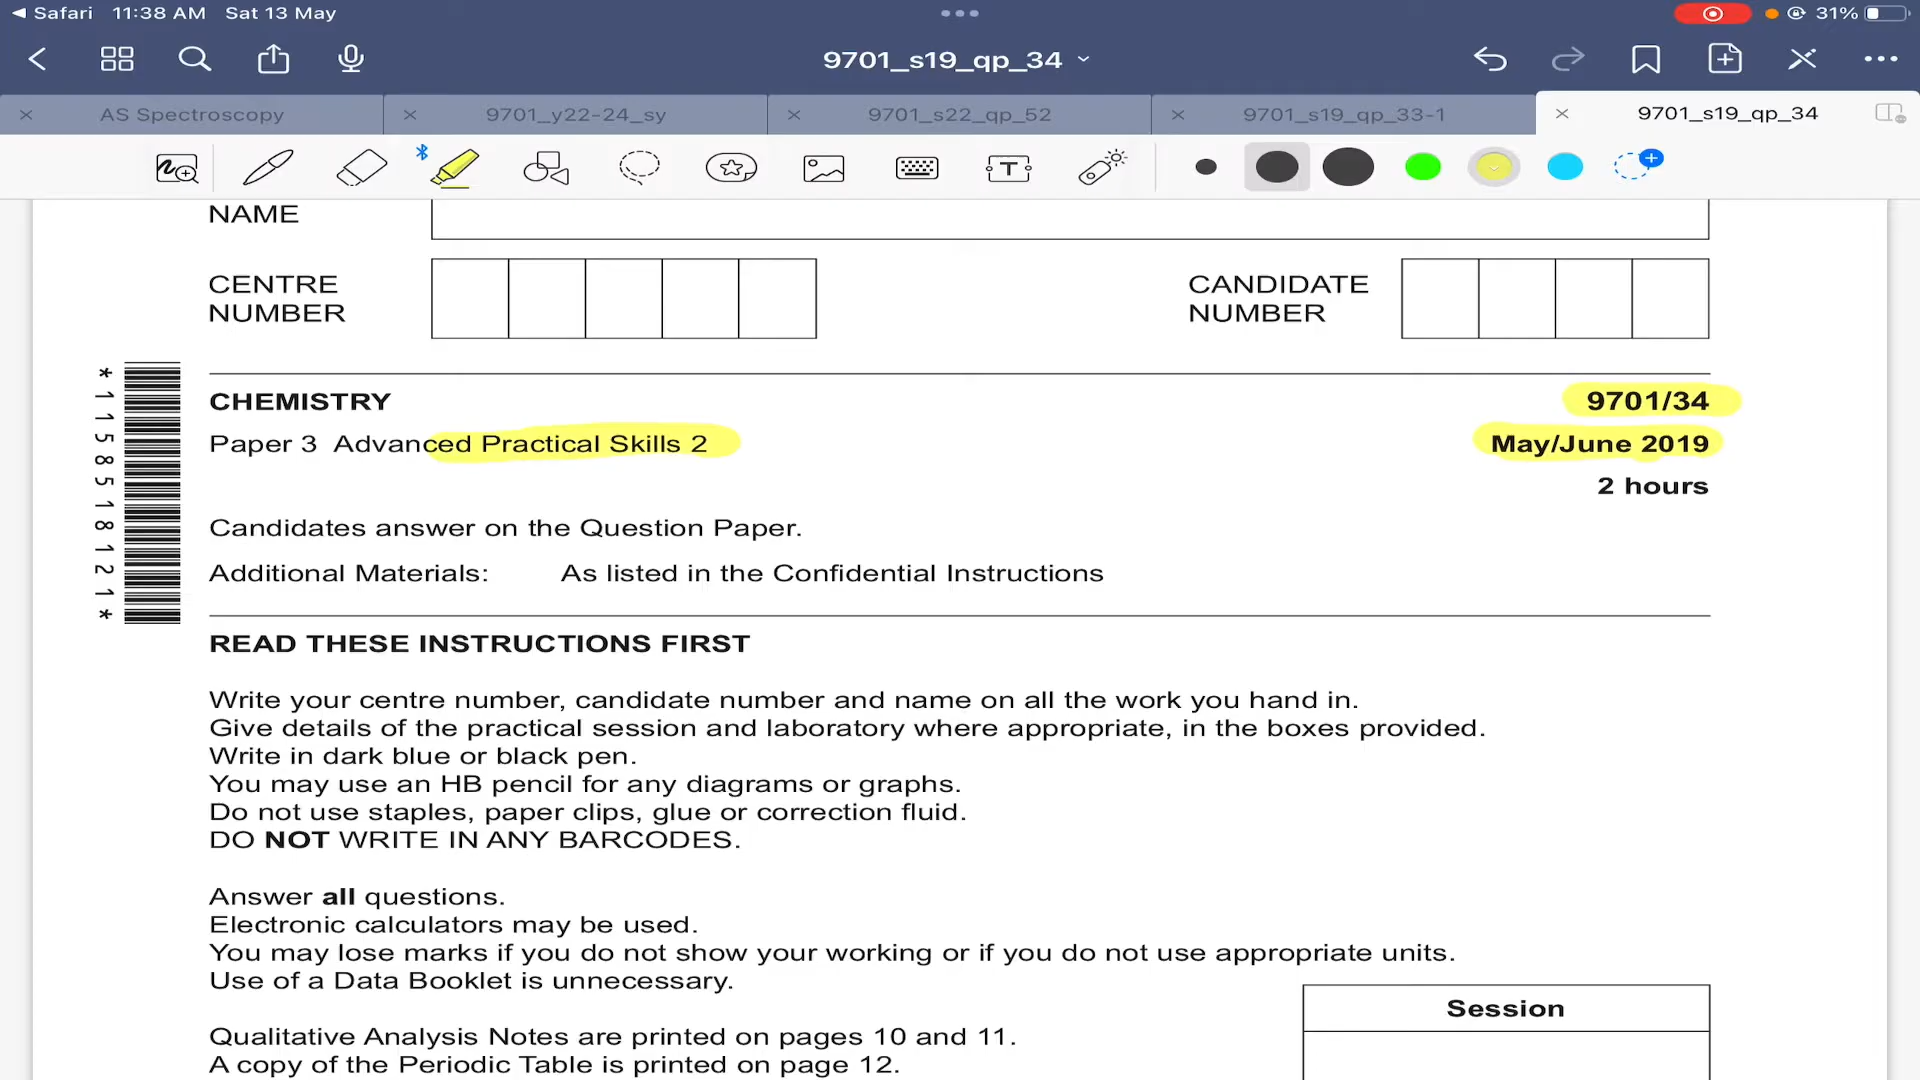 Safari 11:38 AM Sat 13 May
31%
9701_s19_qp_34
AS Spectroscopy
9701_y22-24_sy
9701_s22_qp_52
9701_s19_qp_33-1
9701_s19_qp_34
NAME
CENTRE
NUMBER
CANDIDATE
NUMBER
*1158518121*
CHEMISTRY
9701/34
Paper 3 Advanced Practical Skills 2
May/June 2019
2 hours
Candidates answer on the Question Paper.
Additional Materials: As listed in the Confidential Instructions
READ THESE INSTRUCTIONS FIRST
Write your centre number, candidate number and name on all the work you hand in.
Give details of the practical session and laboratory where appropriate, in the boxes provided.
Write in dark blue or black pen.
You may use an HB pencil for any diagrams or graphs.
Do not use staples, paper clips, glue or correction fluid.
DO NOT WRITE IN ANY BARCODES.
Answer all questions.
Electronic calculators may be used.
You may lose marks if you do not show your working or if you do not use appropriate units.
Use of a Data Booklet is unnecessary.
Session
Qualitative Analysis Notes are printed on pages 10 and 11.
A copy of the Periodic Table is printed on page 12.